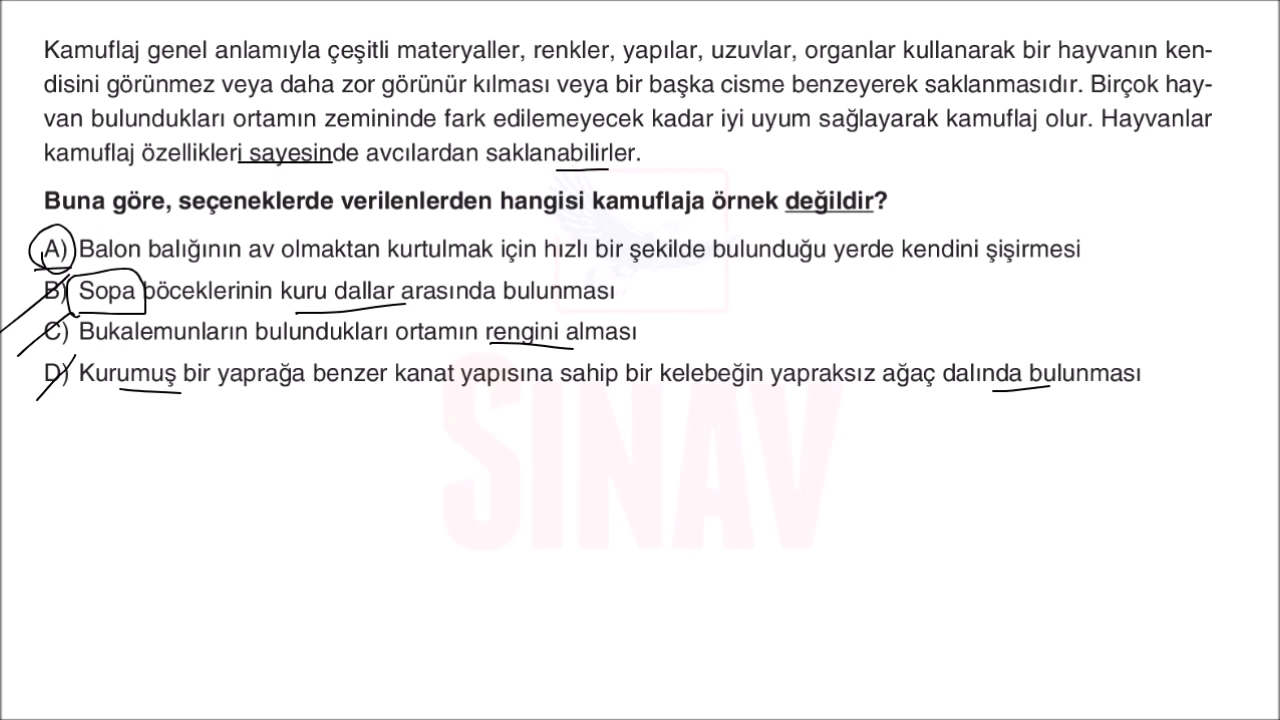 Kamuflaj genel anlamıyla çeşitli materyaller, renkler, yapılar, uzuvlar, organlar kullanarak bir hayvanın ken-
disini görünmez veya daha zor görünür kılması veya bir başka cisme benzeyerek saklanmasıdır. Birçok hay-
van bulundukları ortamın zemininde fark edilemeyecek kadar iyi uyum sağlayarak kamuflaj olur. Hayvanlar
kamuflaj özellikleri sayesinde avcılardan saklanabilirler.
Buna göre, seçeneklerde verilenlerden hangisi kamuflaja örnek değildir?
A) Balon balığının av olmaktan kurtulmak için hızlı bir şekilde bulunduğu yerde kendini şişirmesi
B) Sopa böceklerinin kuru dallar arasında bulunması
C) Bukalemunların bulundukları ortamın rengini alması
D) Kurumuş bir yaprağa benzer kanat yapısına sahip bir kelebeğin yapraksız ağaç dalında bulunması
SINAV